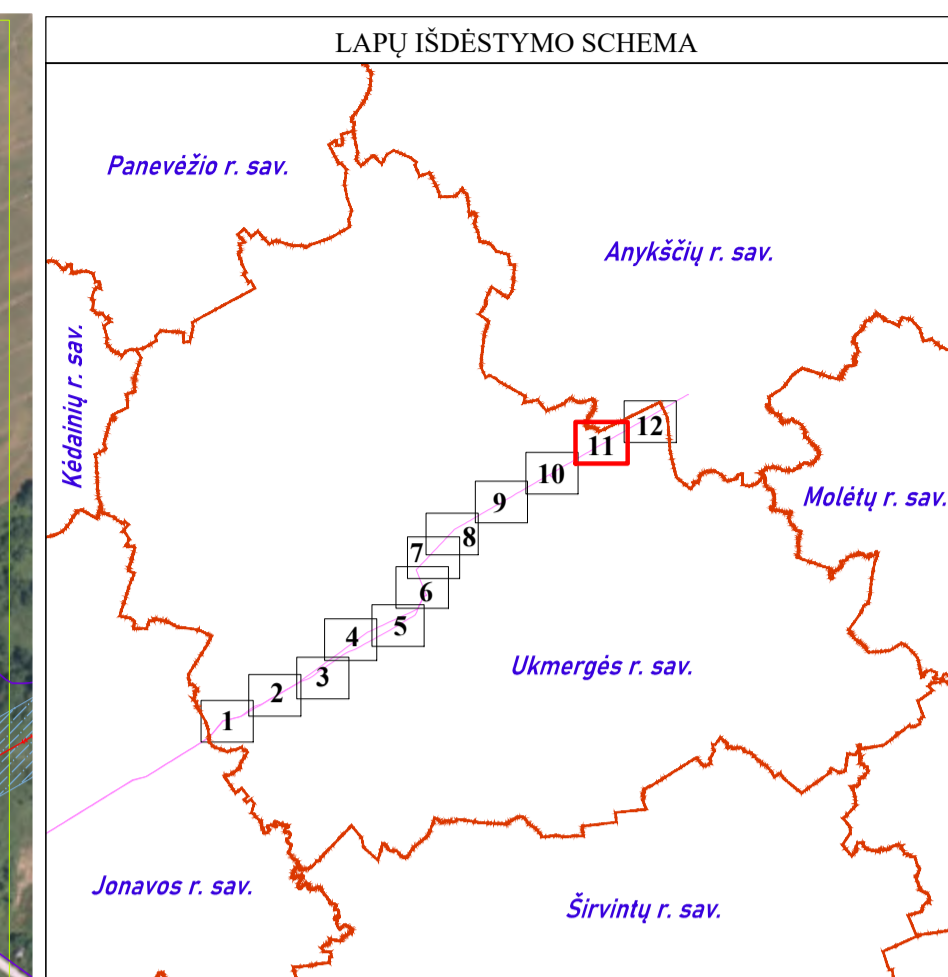 LAPŲ IŠDĖSTYMO SCHEMA
Panevėžio r. sav.
Anykščių r. sav.
Kėdainių r. sav.
12
11
10
Molėtų r. sav.
9
8
7
6
5
4
Ukmergės r. sav.
3
2
1
Jonavos r. sav.
Širvintų r. sav.